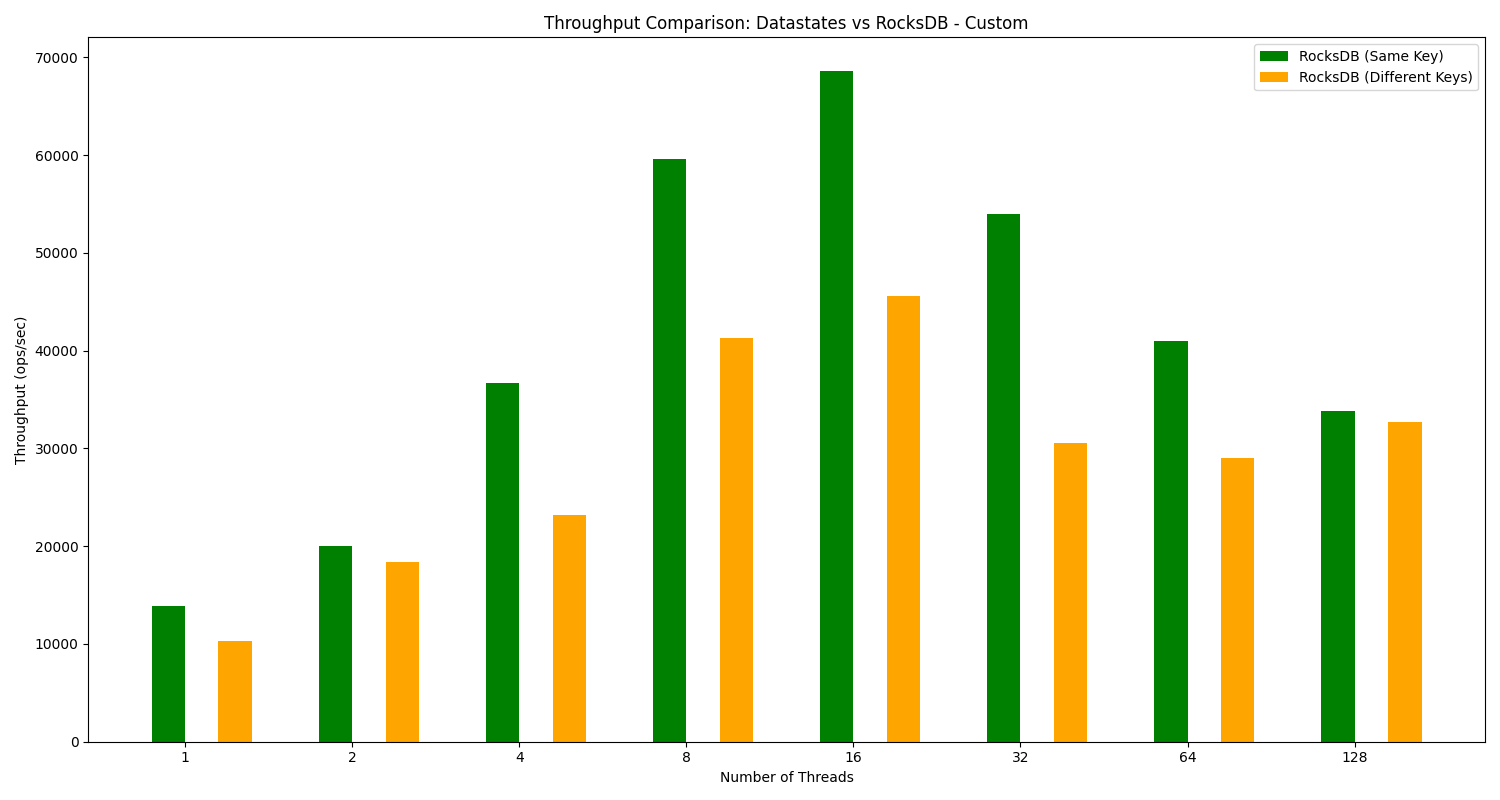 Throughput Comparison: Datastates vs RocksDB - Custom
RocksDB (Same Key)
RocksDB (Different Keys)
Throughput (ops/sec)
70000
60000
50000
40000
30000
20000
10000
0
1 2 4 8 16 32 64 128
Number of Threads